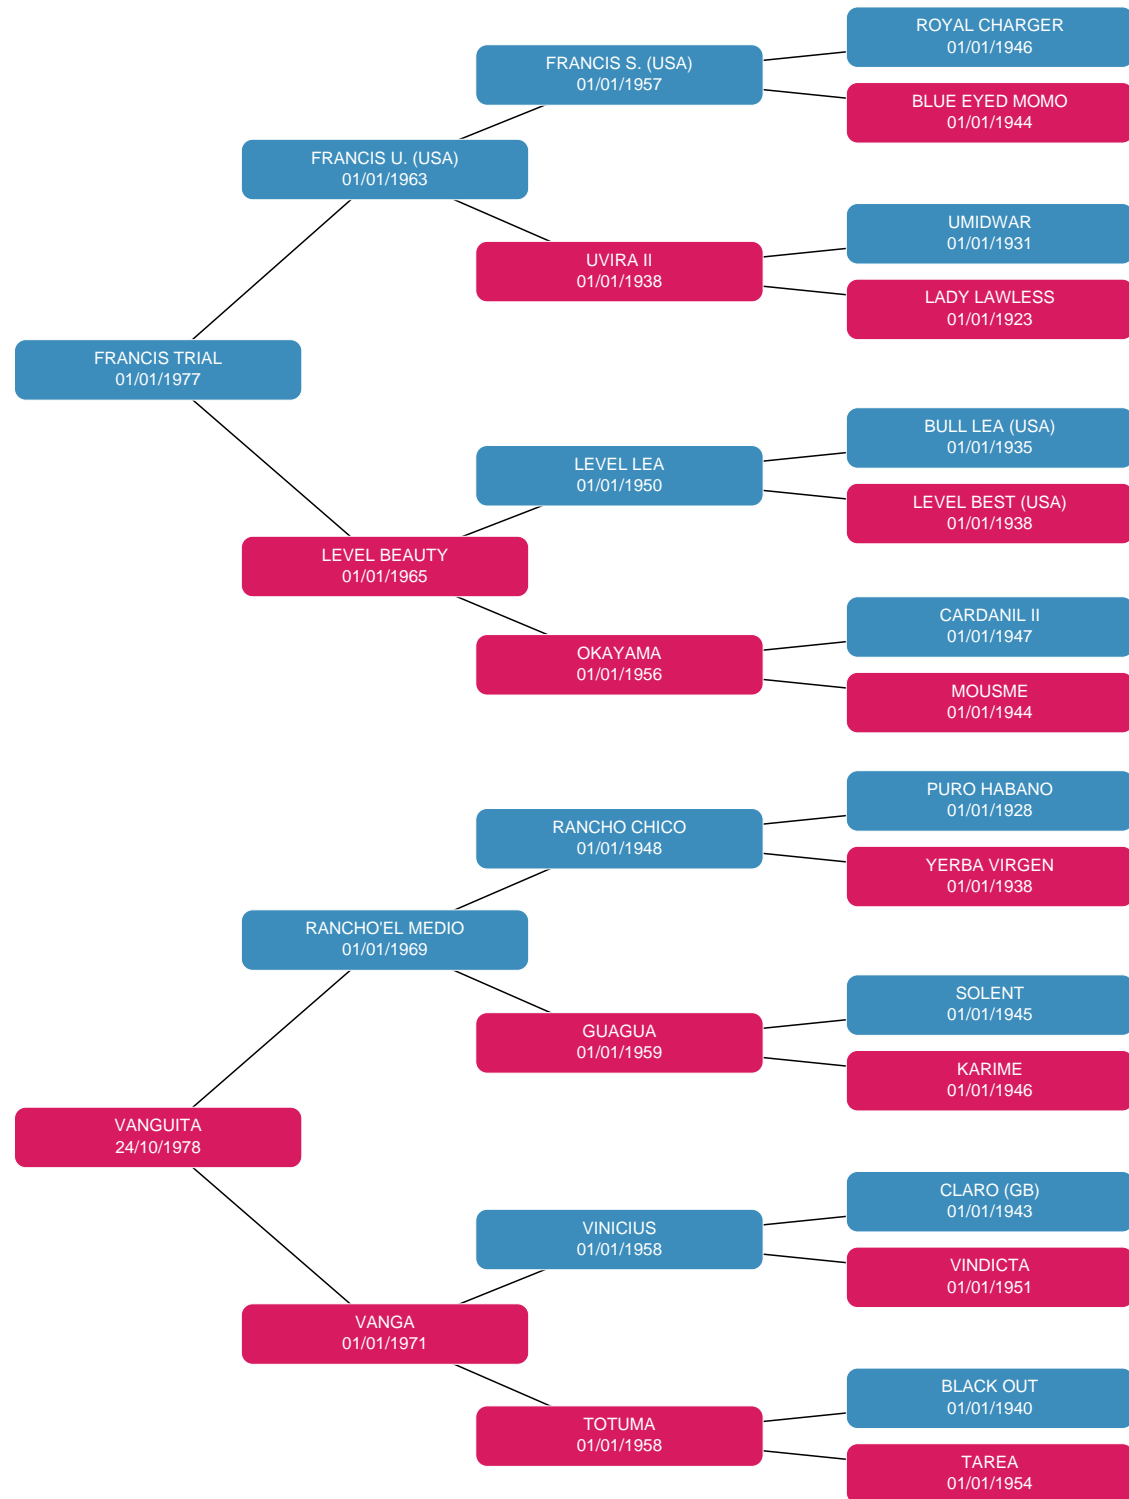 ROYAL CHARGER
01/01/1946
FRANCIS S. (USA)
01/01/1957
BLUE EYED MOMO
01/01/1944
FRANCIS U. (USA)
01/01/1963
UMIDWAR
01/01/1931
UVIRA II
01/01/1938
LADY LAWLESS
01/01/1923
FRANCIS TRIAL
01/01/1977
BULL LEA (USA)
01/01/1935
LEVEL LEA
01/01/1950
LEVEL BEST (USA)
01/01/1938
LEVEL BEAUTY
01/01/1965
CARDANIL II
01/01/1947
OKAYAMA
01/01/1956
MOUSME
01/01/1944
PURO HABANO
01/01/1928
RANCHO CHICO
01/01/1948
YERBA VIRGEN
01/01/1938
RANCHO'EL MEDIO
01/01/1969
SOLENT
01/01/1945
GUAGUA
01/01/1959
KARIME
01/01/1946
VANGUITA
24/10/1978
CLARO (GB)
01/01/1943
VINICIUS
01/01/1958
VINDICTA
01/01/1951
VANGA
01/01/1971
BLACK OUT
01/01/1940
TOTUMA
01/01/1958
TAREA
01/01/1954